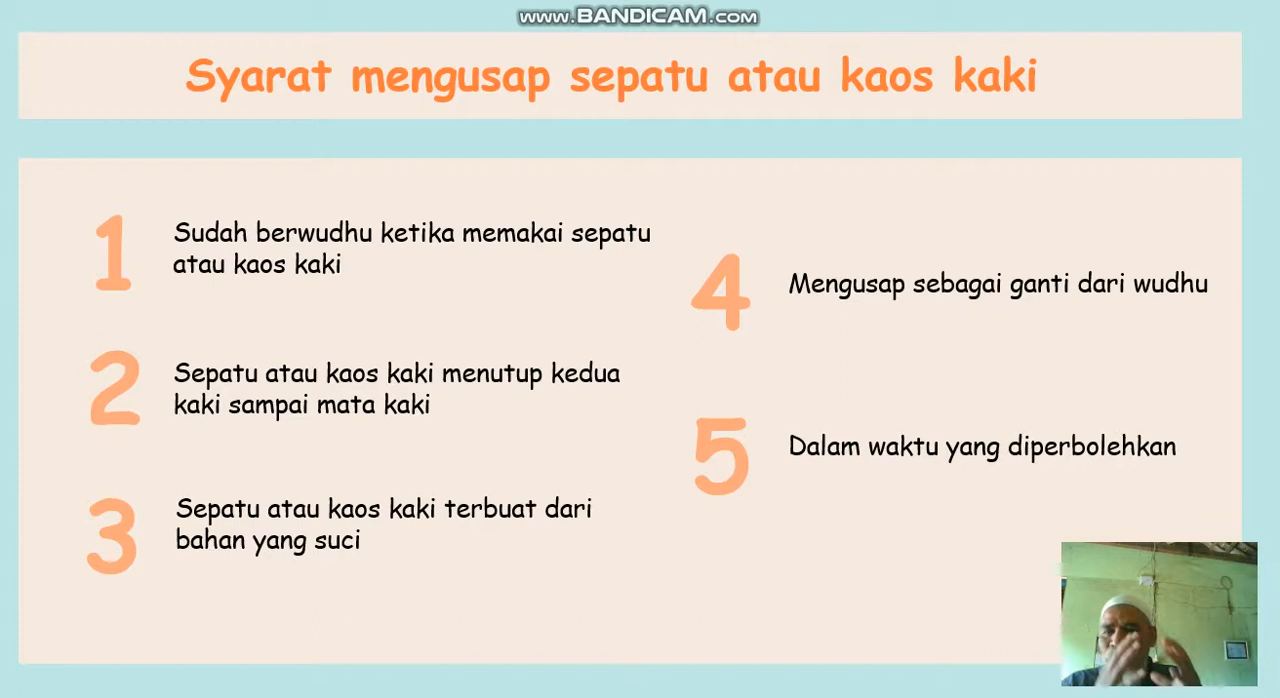 www.BANDICAM.com
Syarat mengusap sepatu atau kaos kaki
1
Sudah berwudhu ketika memakai sepatu
atau kaos kaki
2
Sepatu atau kaos kaki menutup kedua
kaki sampai mata kaki
3
Sepatu atau kaos kaki terbuat dari
bahan yang suci
4
Mengusap sebagai ganti dari wudhu
5
Dalam waktu yang diperbolehkan